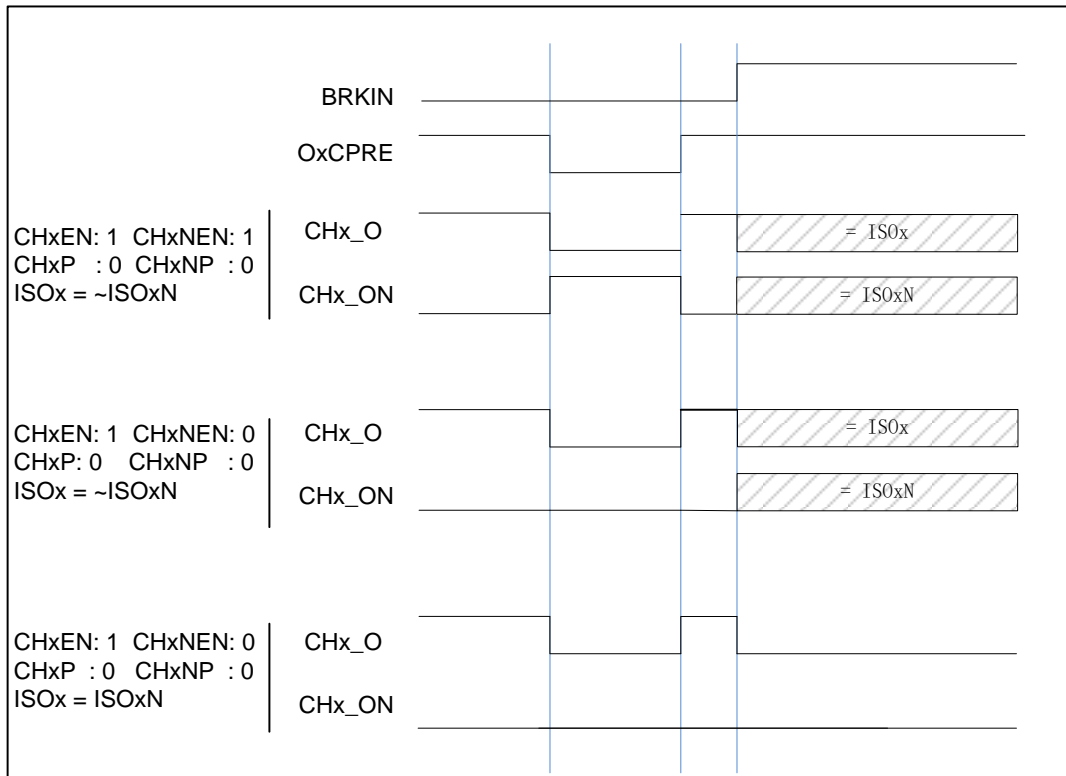 BRKIN
OxCPRE
CHxEN: 1 CHxNEN: 1
CHxP : 0 CHxNP : 0
ISOx = ~ISOxN
CHx_O
= ISOx
CHx_ON
= ISOxN
CHxEN: 1 CHxNEN: 0
CHxP: 0 CHxNP : 0
ISOx = ~ISOxN
CHx_O
= ISOx
CHx_ON
= ISOxN
CHxEN: 1 CHxNEN: 0
CHxP : 0 CHxNP : 0
ISOx = ISOxN
CHx_O
CHx_ON